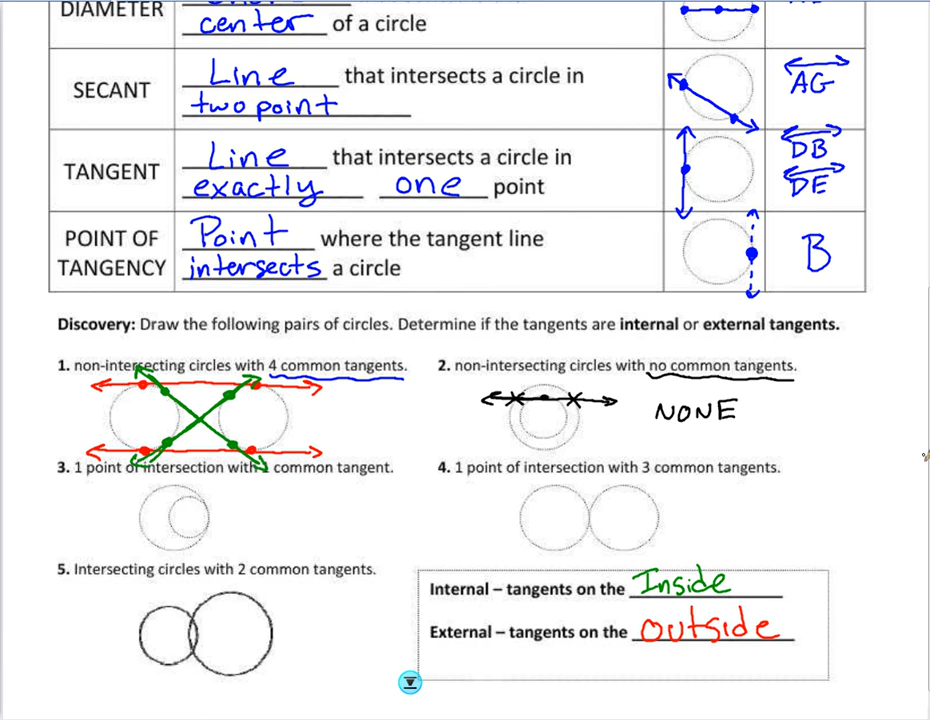 DIAMETER
center of a circle
SECANT
Line that intersects a circle in
two point
AG
TANGENT
Line that intersects a circle in
exactly one point
DB
DE
POINT OF
TANGENCY
Point where the tangent line
intersects a circle
B
Discovery: Draw the following pairs of circles. Determine if the tangents are internal or external tangents.
1. non-intersecting circles with 4 common tangents.
2. non-intersecting circles with no common tangents.
NONE
3. 1 point of intersection with 1 common tangent.
4. 1 point of intersection with 3 common tangents.
5. Intersecting circles with 2 common tangents.
Internal – tangents on the Inside
External – tangents on the outside